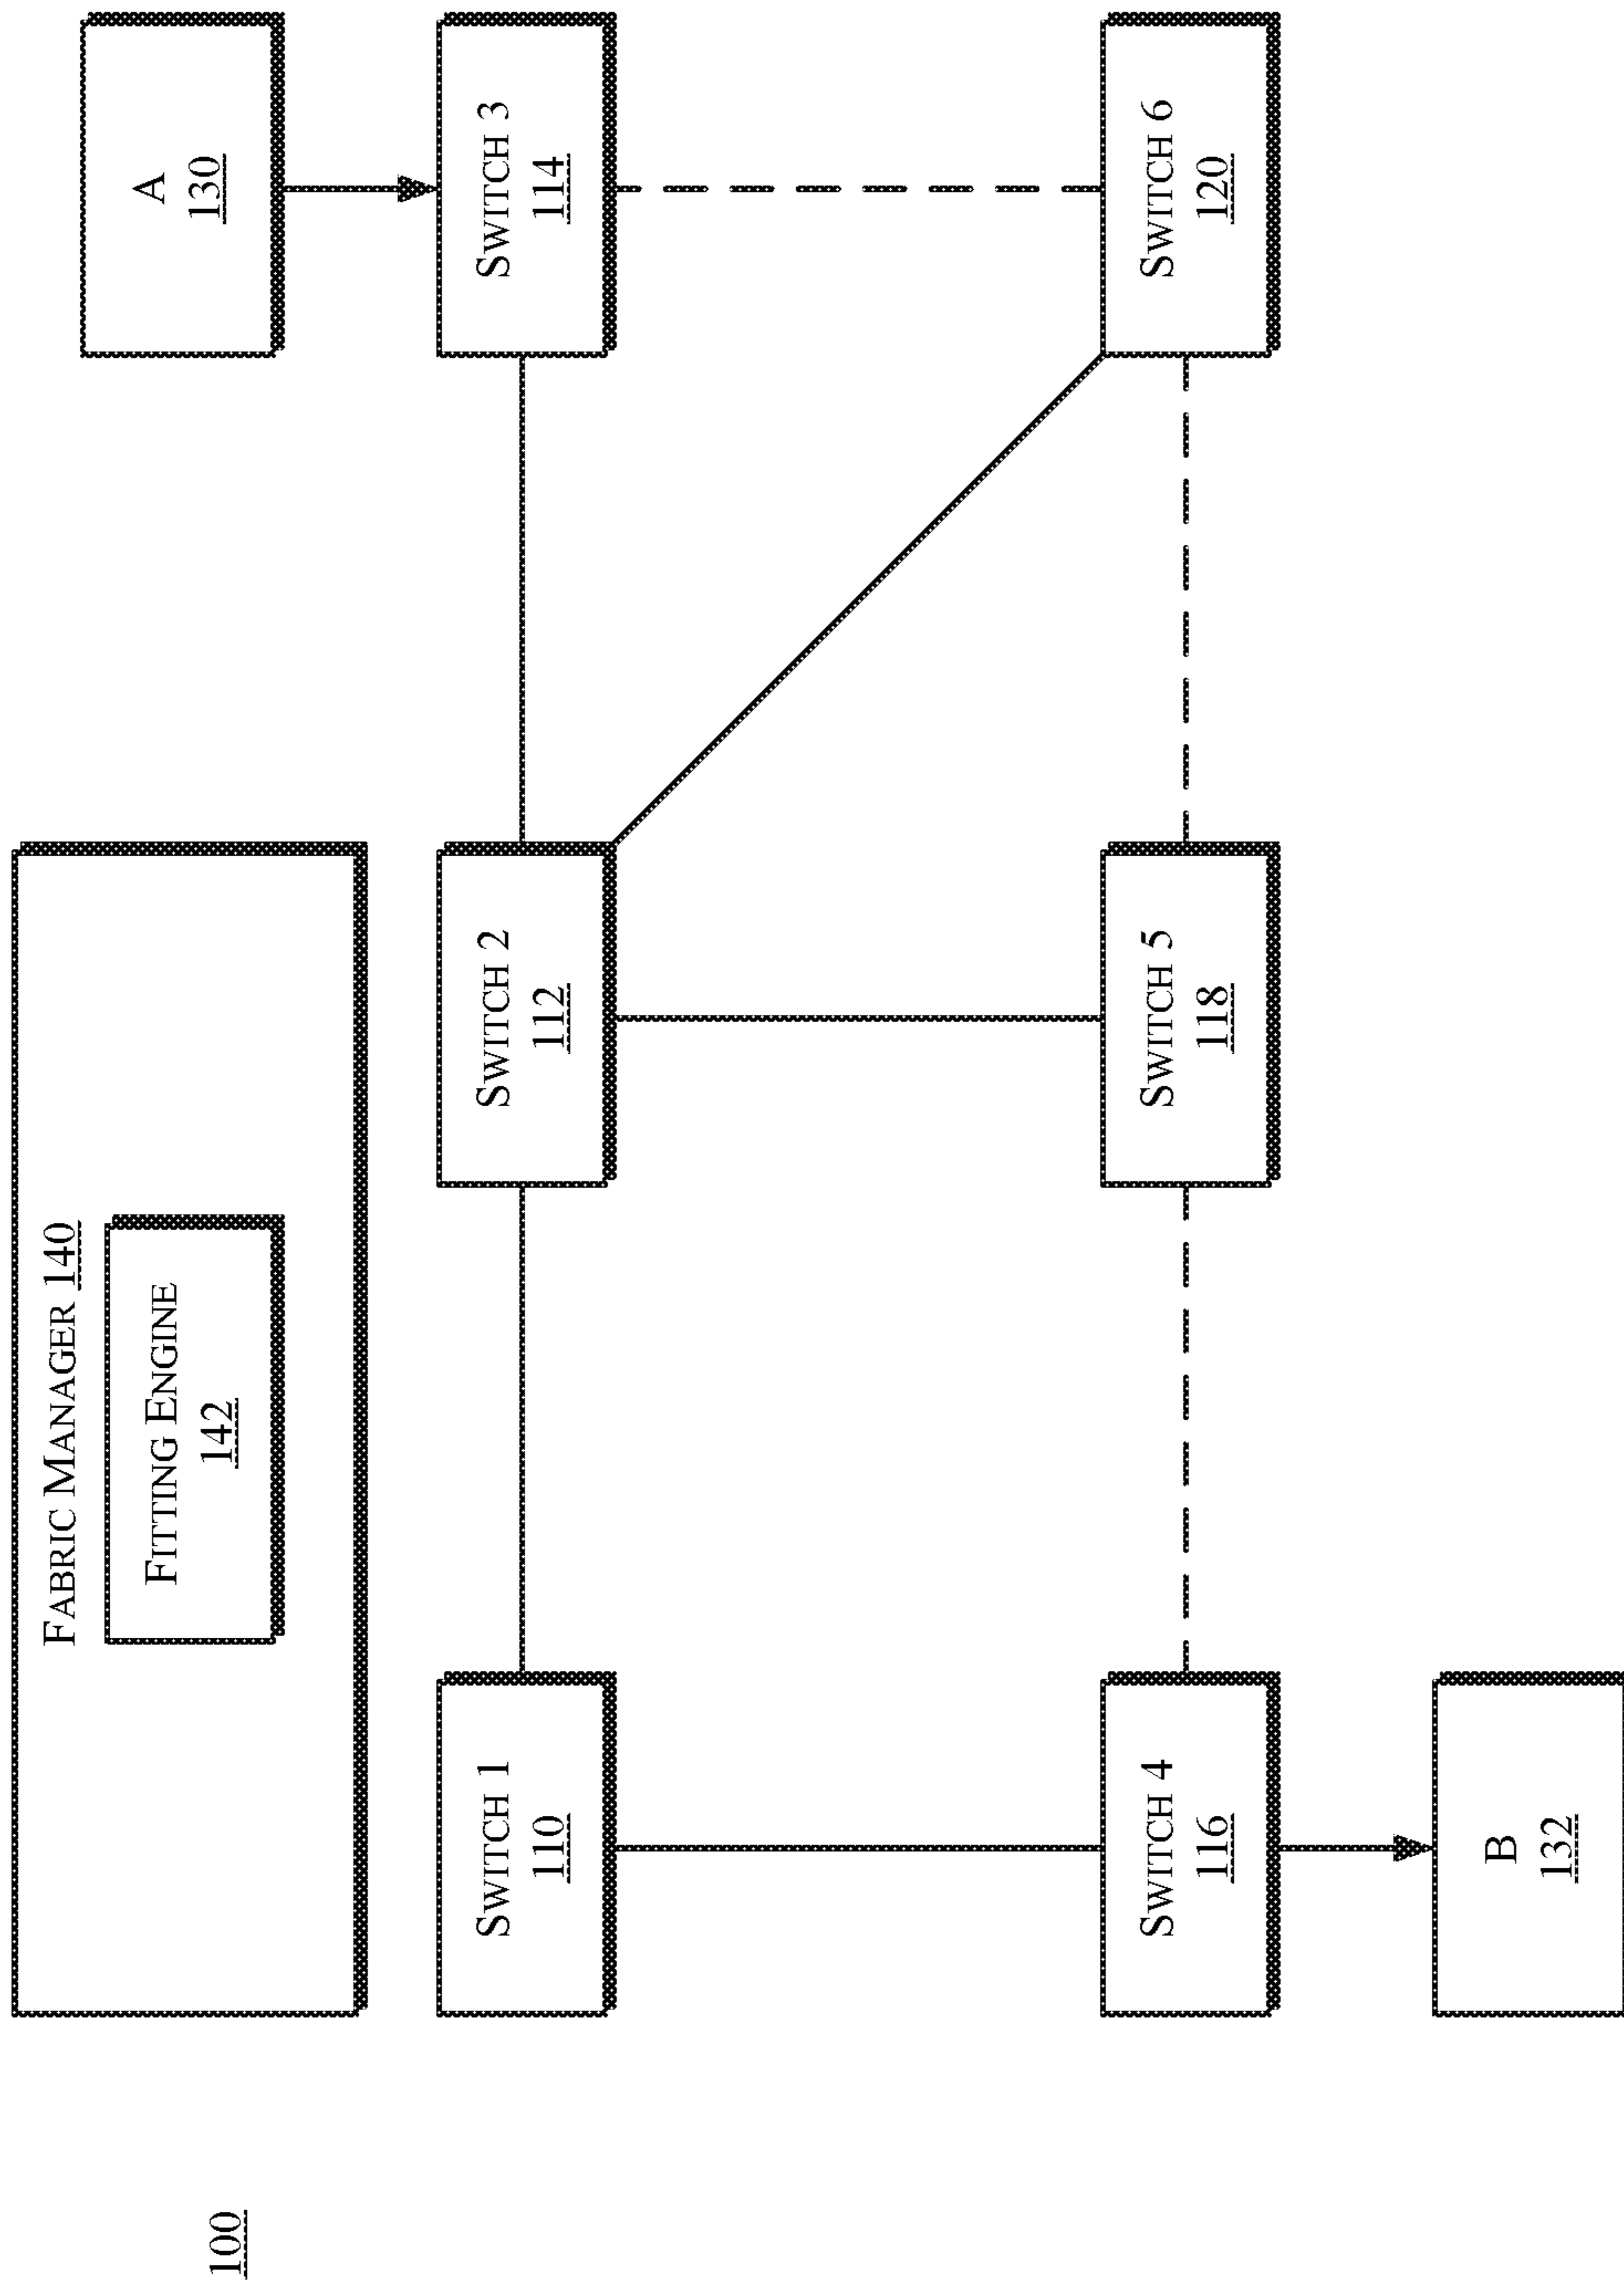 100
FABRIC MANAGER 140
FITTING ENGINE
142
A
130
SWITCH 1
110
SWITCH 2
112
SWITCH 3
114
SWITCH 4
116
SWITCH 5
118
SWITCH 6
120
B
132